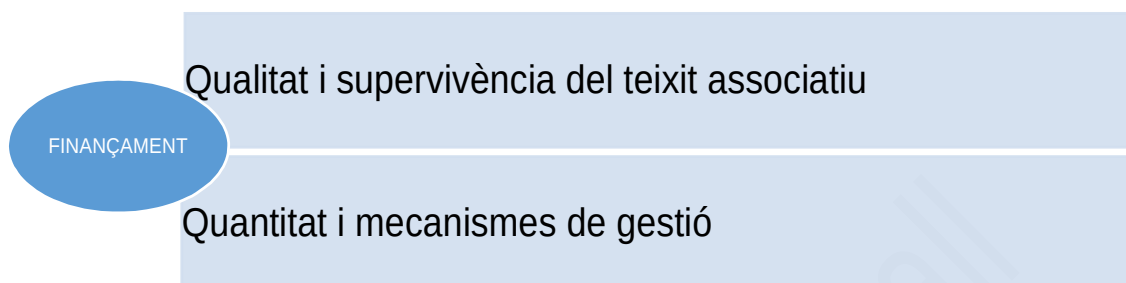 Qualitat i supervivència del teixit associatiu
FINANÇAMENT
Quantitat i mecanismes de gestió